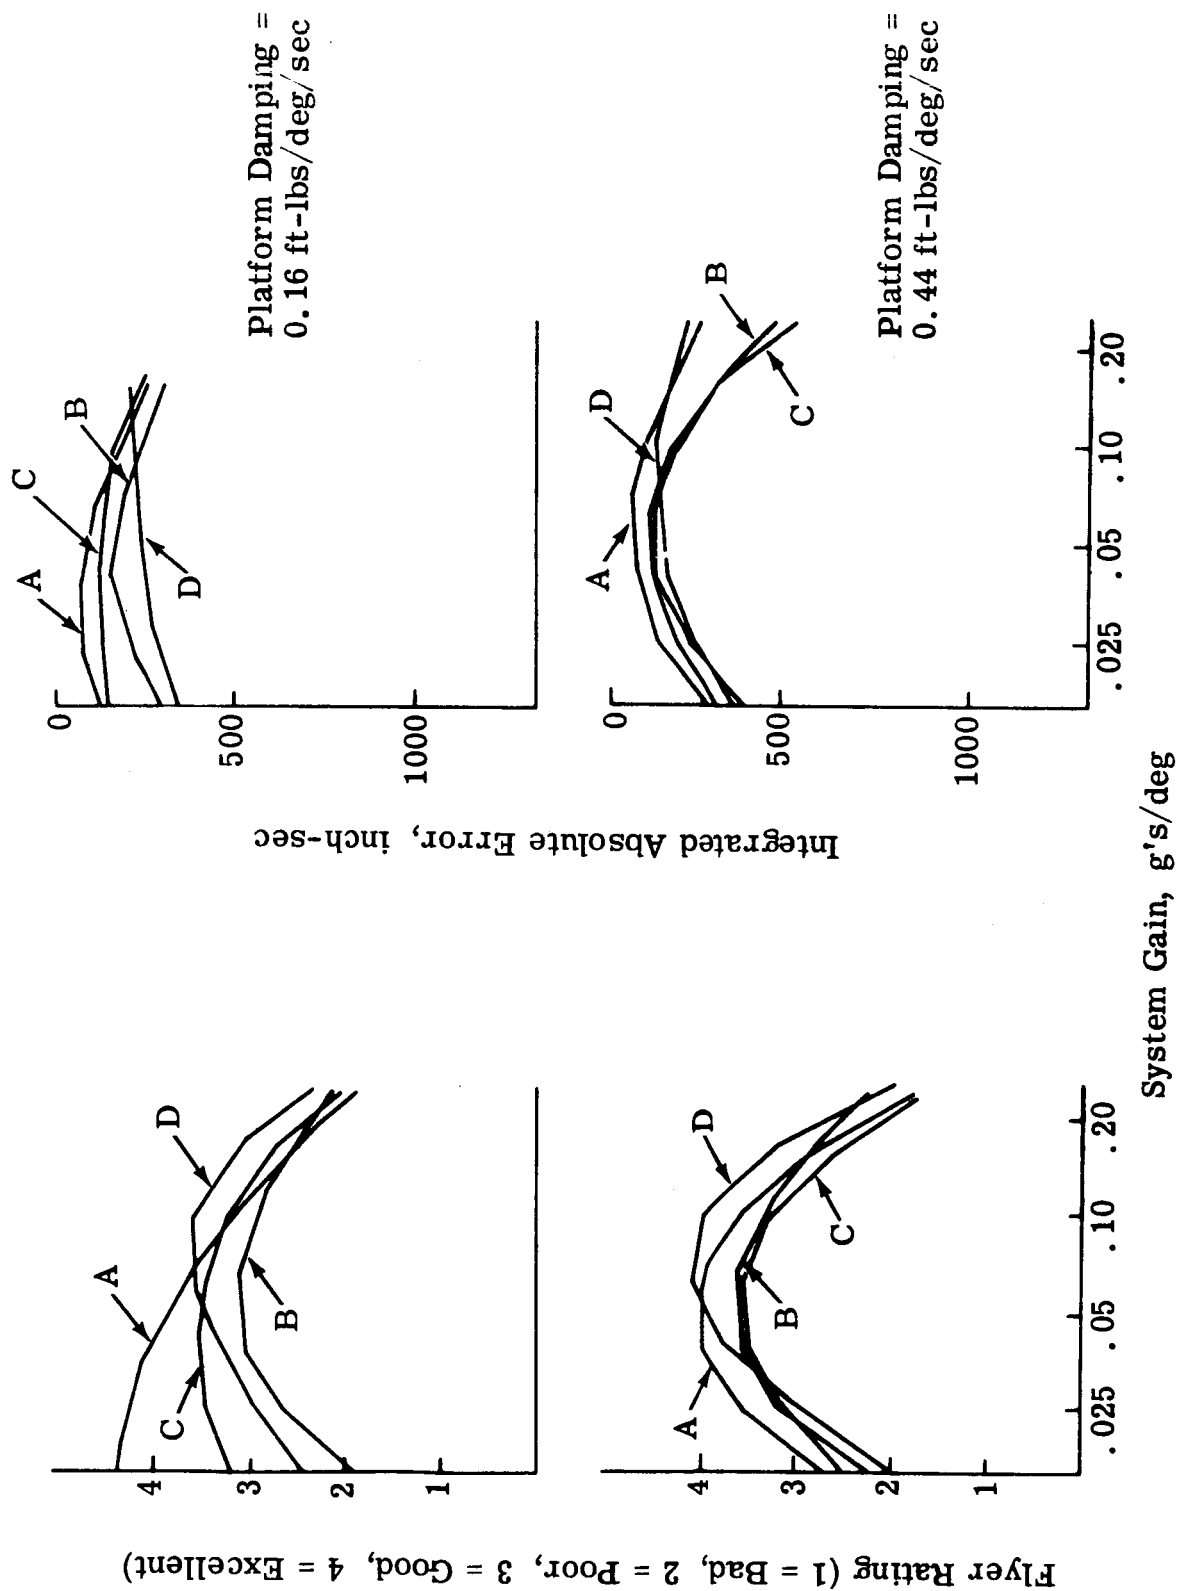 Flyer Rating (1 = Bad, 2 = Poor, 3 = Good, 4 = Excellent)
4
3
2
1
A
D
C
B
4
3
2
1
A
D
B
C
.025
.05
.10
.20
System Gain, g's/deg
Integrated Absolute Error, inch-sec
0
500
1000
A
C
B
D
Platform Damping =
0.16 ft-lbs/deg/sec
0
500
1000
A
D
B
C
Platform Damping =
0.44 ft-lbs/deg/sec
.025
.05
.10
.20